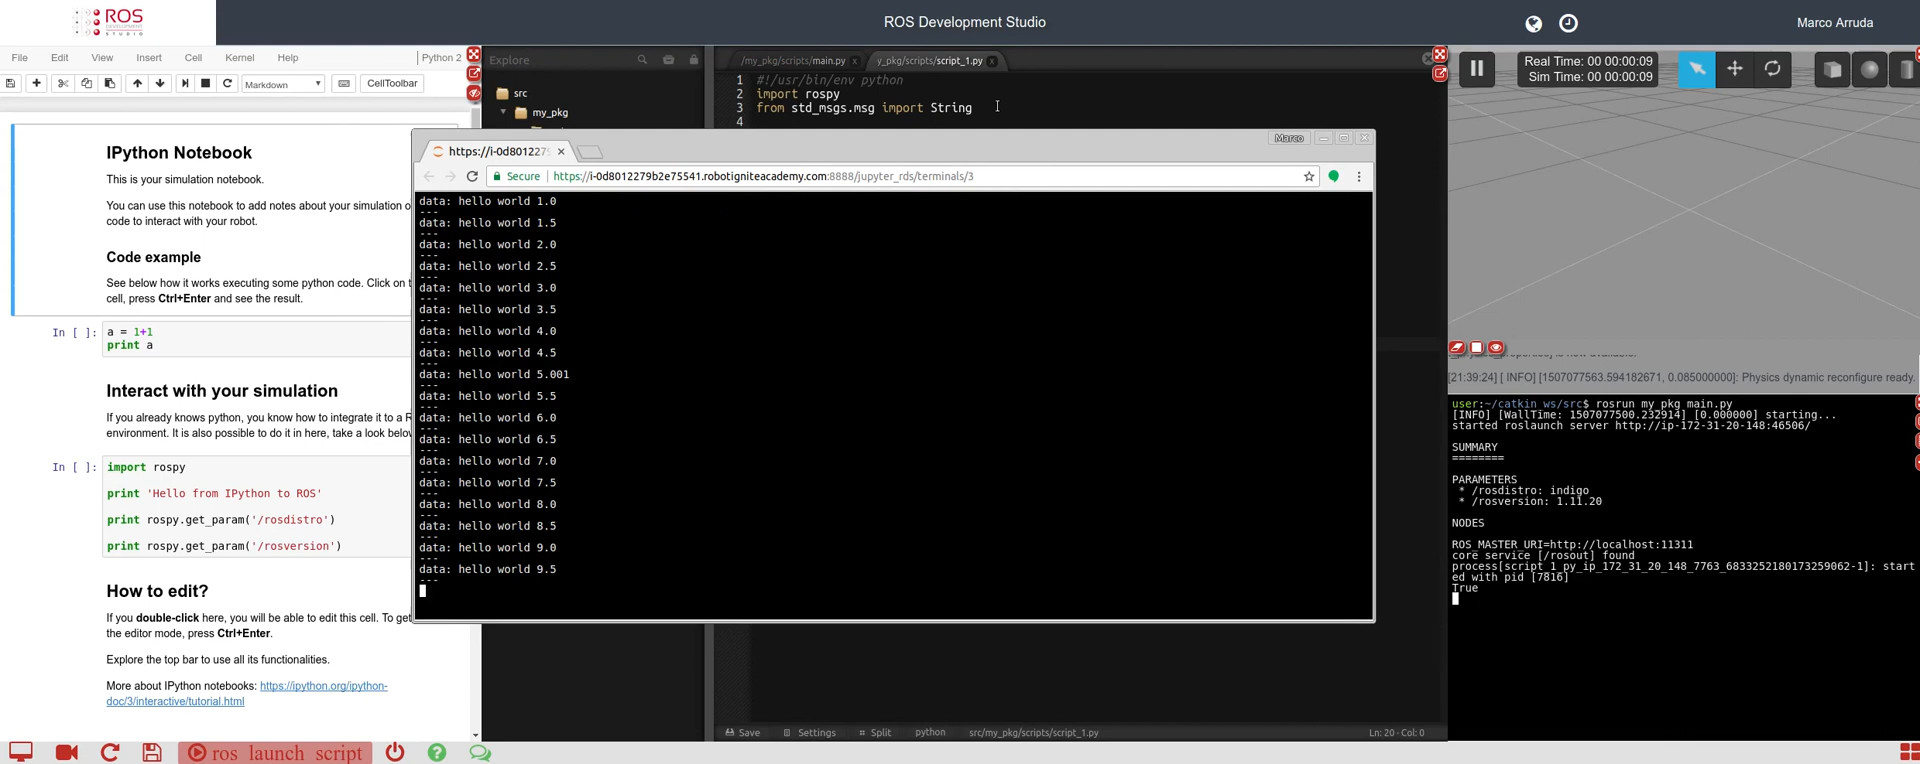 ROS
DEVELOPMENT
STUDIO
ROS Development Studio
Marco Arruda
File Edit View Insert Cell Kernel Help Python 2
Markdown CellToolbar
IPython Notebook
This is your simulation notebook.
You can use this notebook to add notes about your simulation o
code to interact with your robot.
Code example
See below how it works executing some python code. Click on t
cell, press Ctrl+Enter and see the result.
In [ ]: a = 1+1
print a
Interact with your simulation
If you already knows python, you know how to integrate it to a R
environment. It is also possible to do it in here, take a look below
In [ ]: import rospy
print 'Hello from IPython to ROS'
print rospy.get_param('/rosdistro')
print rospy.get_param('/rosversion')
How to edit?
If you double-click here, you will be able to edit this cell. To get
the editor mode, press Ctrl+Enter.
Explore the top bar to use all its functionalities.
More about IPython notebooks: https://ipython.org/ipython-
doc/3/interactive/tutorial.html
Explore
src
my_pkg
/my_pkg/scripts/main.py x y_pkg/scripts/script_1.py x
1 #!/usr/bin/env python
2 import rospy
3 from std_msgs.msg import String
4
Marco
https://i-0d8012279
Secure https://i-0d8012279b2e75541.robotigniteacademy.com:8888/jupyter_rds/terminals/3
data: hello world 1.0
---
data: hello world 1.5
---
data: hello world 2.0
---
data: hello world 2.5
---
data: hello world 3.0
---
data: hello world 3.5
---
data: hello world 4.0
---
data: hello world 4.5
---
data: hello world 5.001
---
data: hello world 5.5
---
data: hello world 6.0
---
data: hello world 6.5
---
data: hello world 7.0
---
data: hello world 7.5
---
data: hello world 8.0
---
data: hello world 8.5
---
data: hello world 9.0
---
data: hello world 9.5
---
Save Settings Split python src/my_pkg/scripts/script_1.py Ln: 20 · Col: 0
Real Time: 00 00:00:09
Sim Time: 00 00:00:09
is now available.
[21:39:24] [ INFO] [1507077563.594182671, 0.085000000]: Physics dynamic reconfigure ready.
user:~/catkin_ws/src$ rosrun my_pkg main.py
[INFO] [WallTime: 1507077500.232914] [0.000000] starting...
started roslaunch server http://ip-172-31-20-148:46506/
SUMMARY
========
PARAMETERS
* /rosdistro: indigo
* /rosversion: 1.11.20
NODES
ROS_MASTER_URI=http://localhost:11311
core service [/rosout] found
process[script_1_py_ip_172_31_20_148_7763_6833252180173259062-1]: start
ed with pid [7816]
True
ros_launch_script